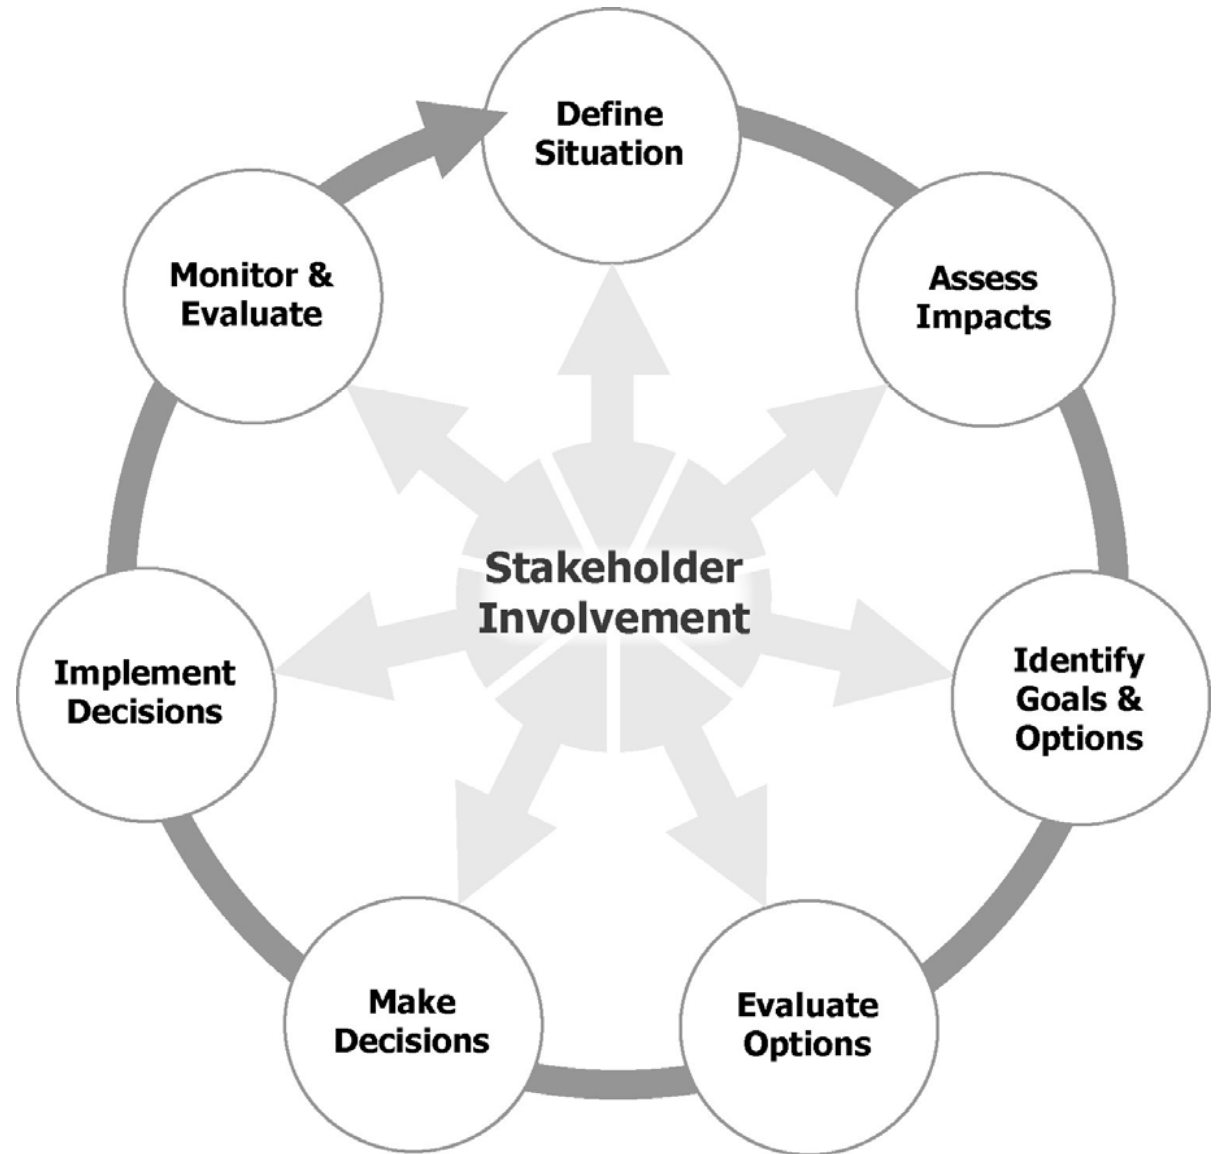 Define
Situation
Assess
Impacts
Identify
Goals &
Options
Evaluate
Options
Make
Decisions
Implement
Decisions
Monitor &
Evaluate
Stakeholder
Involvement